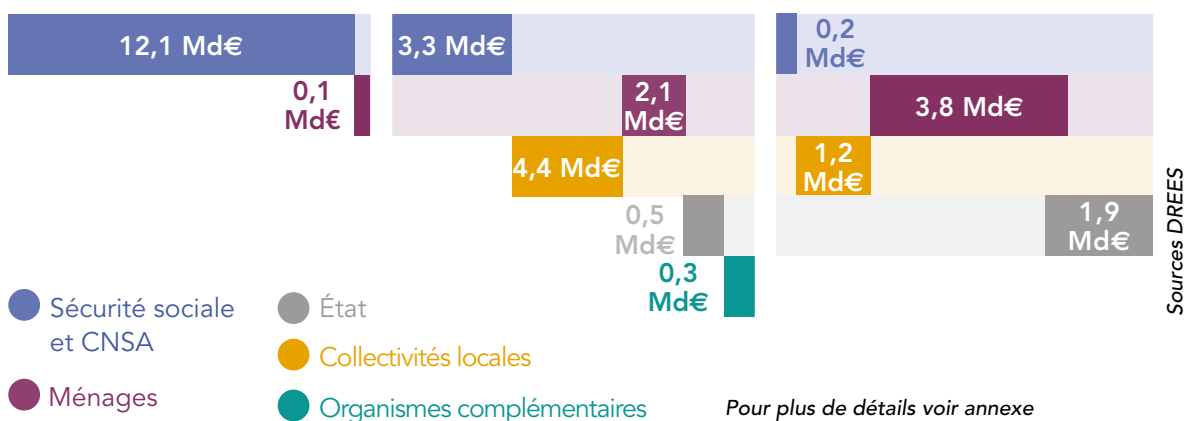 12,1 Md€
0,1
Md€
3,3 Md€
2,1
Md€
4,4 Md€
0,5
Md€
0,3
Md€
0,2
Md€
3,8 Md€
1,2
Md€
1,9
Md€
Sources DREES
Sécurité sociale
et CNSA
Ménages
État
Collectivités locales
Organismes complémentaires
Pour plus de détails voir annexe